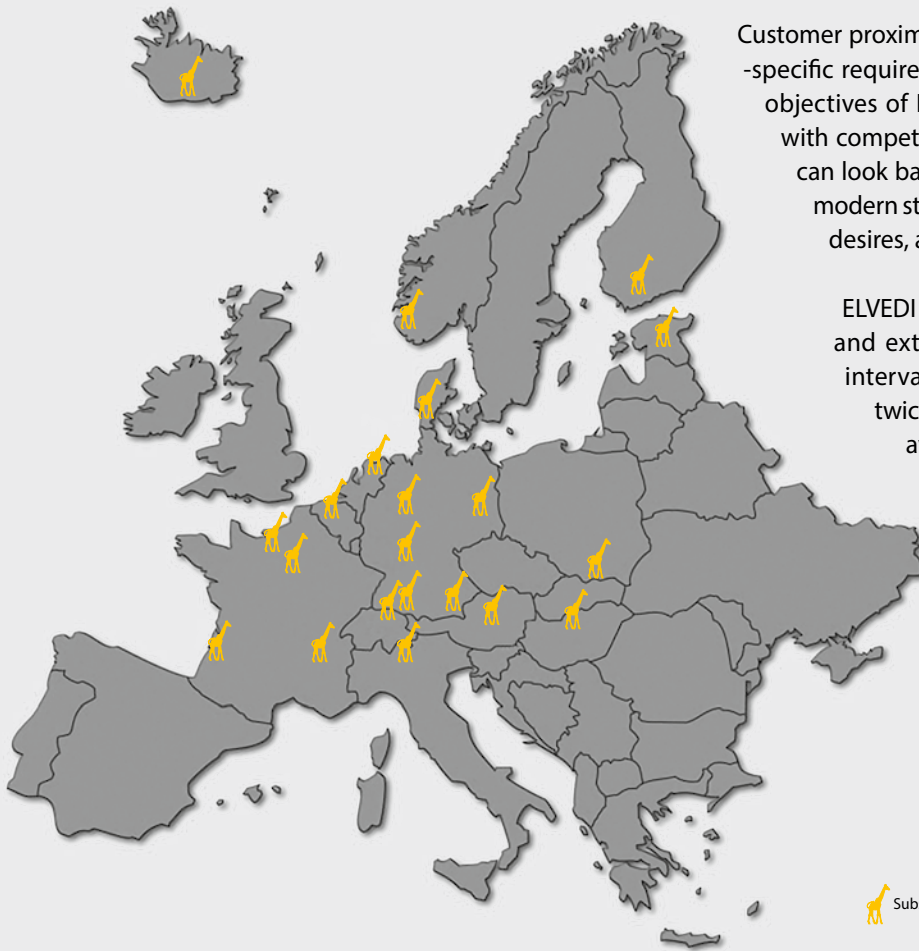 Customer proxim
-specific require
objectives of
with compet
can look ba
modern st
desires, a
ELVEDI
and ext
interva
twic
a
Sub